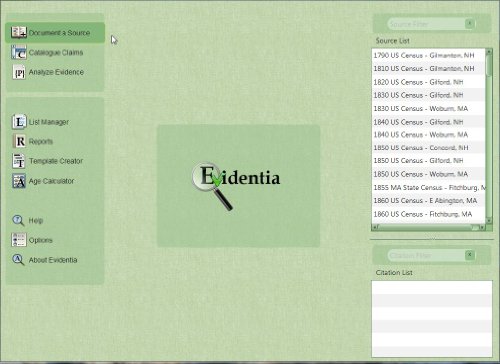 Document a Source
Catalogue Claims
Analyze Evidence
List Manager
Reports
Template Creator
Age Calculator
Help
Options
About Evidentia
Evidentia
Source Filter
x
Source List
1790 US Census - Gilmanton, NH
1810 US Census - Gilmanton, NH
1820 US Census - Gilford, NH
1830 US Census - Gilford, NH
1830 US Census - Woburn, MA
1840 US Census - Gilford, NH
1840 US Census - Woburn, MA
1850 US Census - Concord, NH
1850 US Census - Gilford, NH
1850 US Census - Woburn, MA
1855 MA State Census - Fitchburg, M
1860 US Census - E Abington, MA
1860 US Census - Fitchburg, MA
Citation Filter
x
Citation List